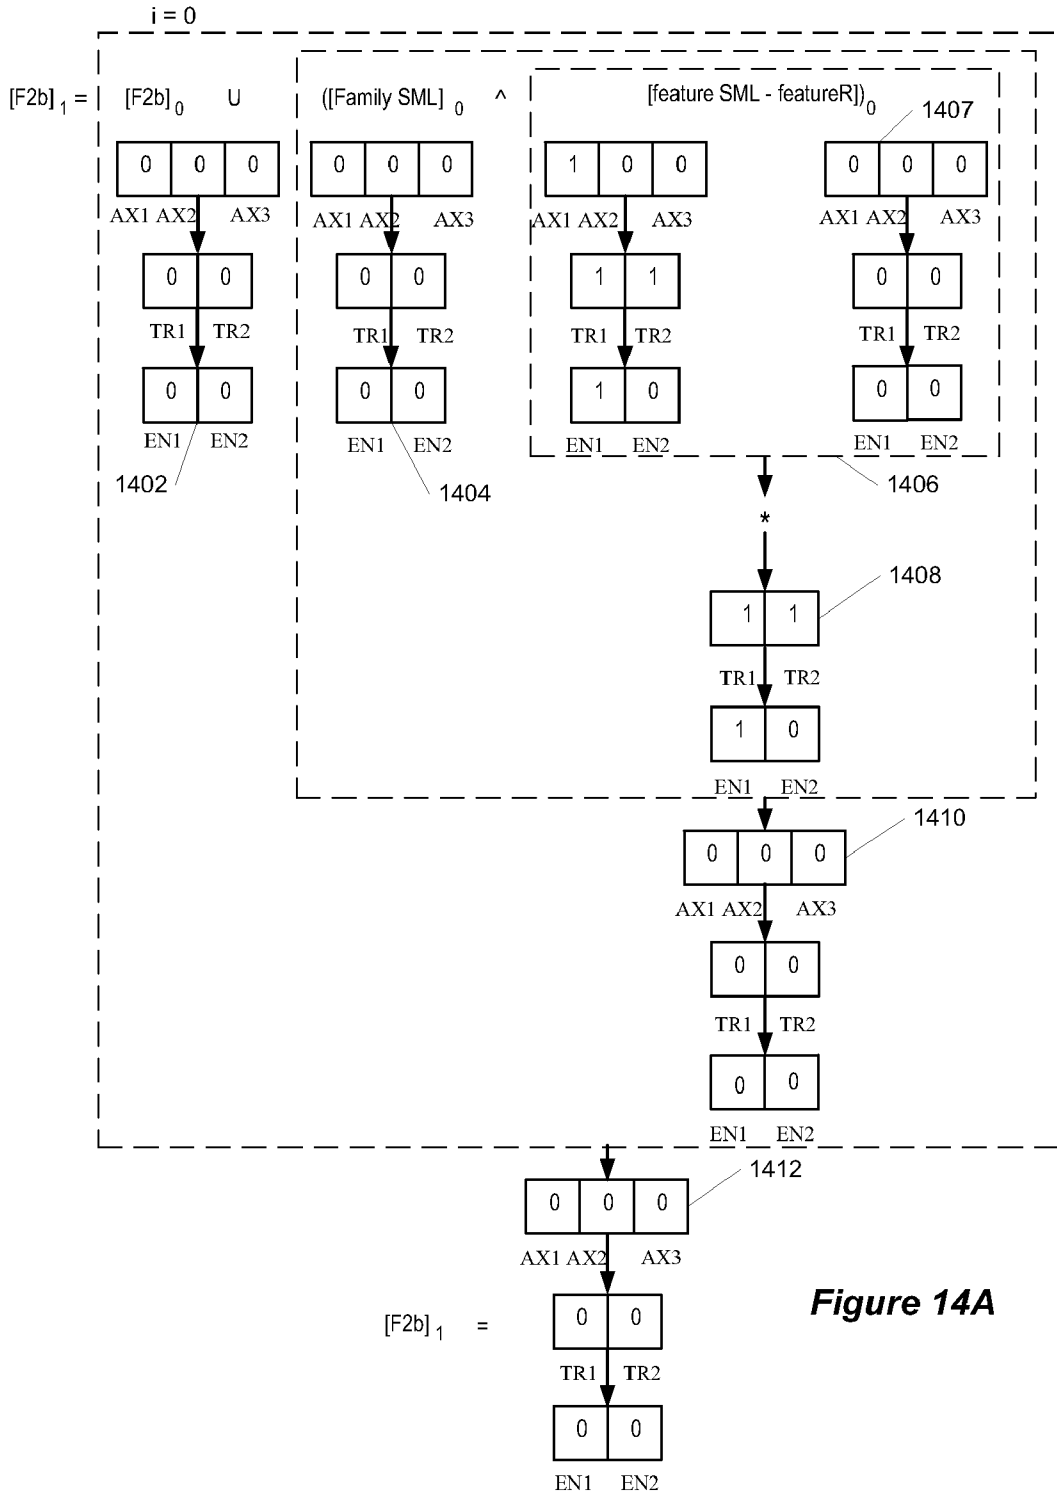 i = 0
[F2b] 1 = [F2b] 0 U ([Family SML] 0 ^ [feature SML - featureR]) 0
1407
0 0 0 0 0 0 1 0 0 0 0 0
AX1 AX2 AX3 AX1 AX2 AX3 AX1 AX2 AX3 AX1 AX2 AX3
0 0 0 0 1 1 0 0
TR1 TR2 TR1 TR2 TR1 TR2 TR1 TR2
0 0 0 0 1 0 0 0
EN1 EN2 EN1 EN2 EN1 EN2 EN1 EN2
1402 1404 1406
*
1408
1 1
TR1 TR2
1 0
EN1 EN2
1410
0 0 0
AX1 AX2 AX3
0 0
TR1 TR2
0 0
EN1 EN2
1412
0 0 0
AX1 AX2 AX3
Figure 14A
[F2b] 1 = 0 0
TR1 TR2
0 0
EN1 EN2